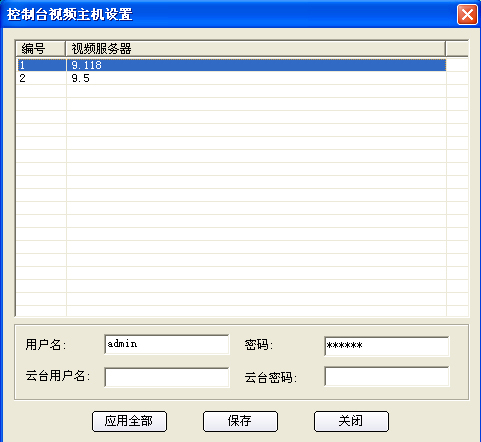 控制台视频主机设置
编号 视频服务器
1 9.118
2 9.5
用户名: admin 密码: ******
云台用户名: 云台密码:
应用全部 保存 关闭